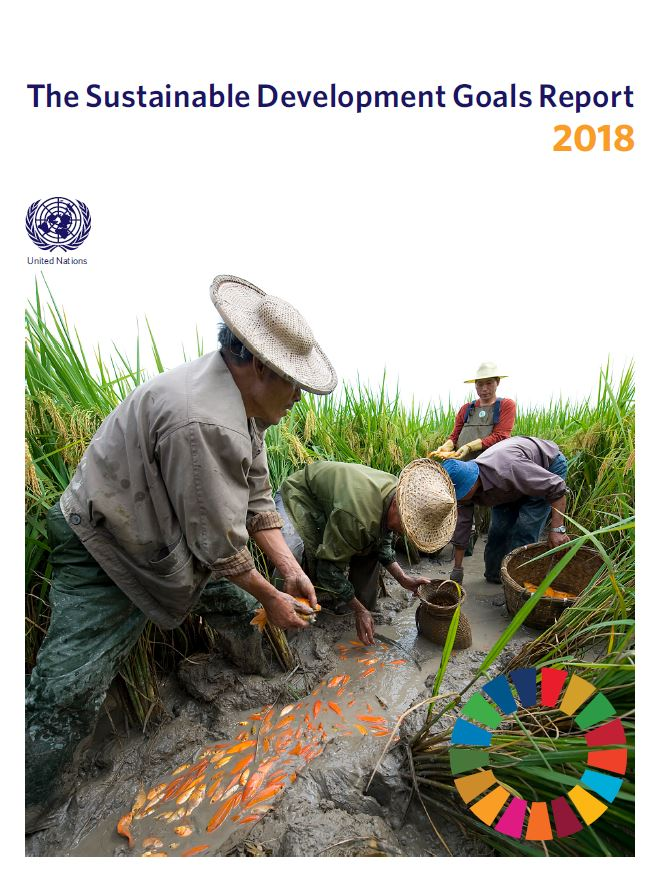 The Sustainable Development Goals Report
2018
United Nations